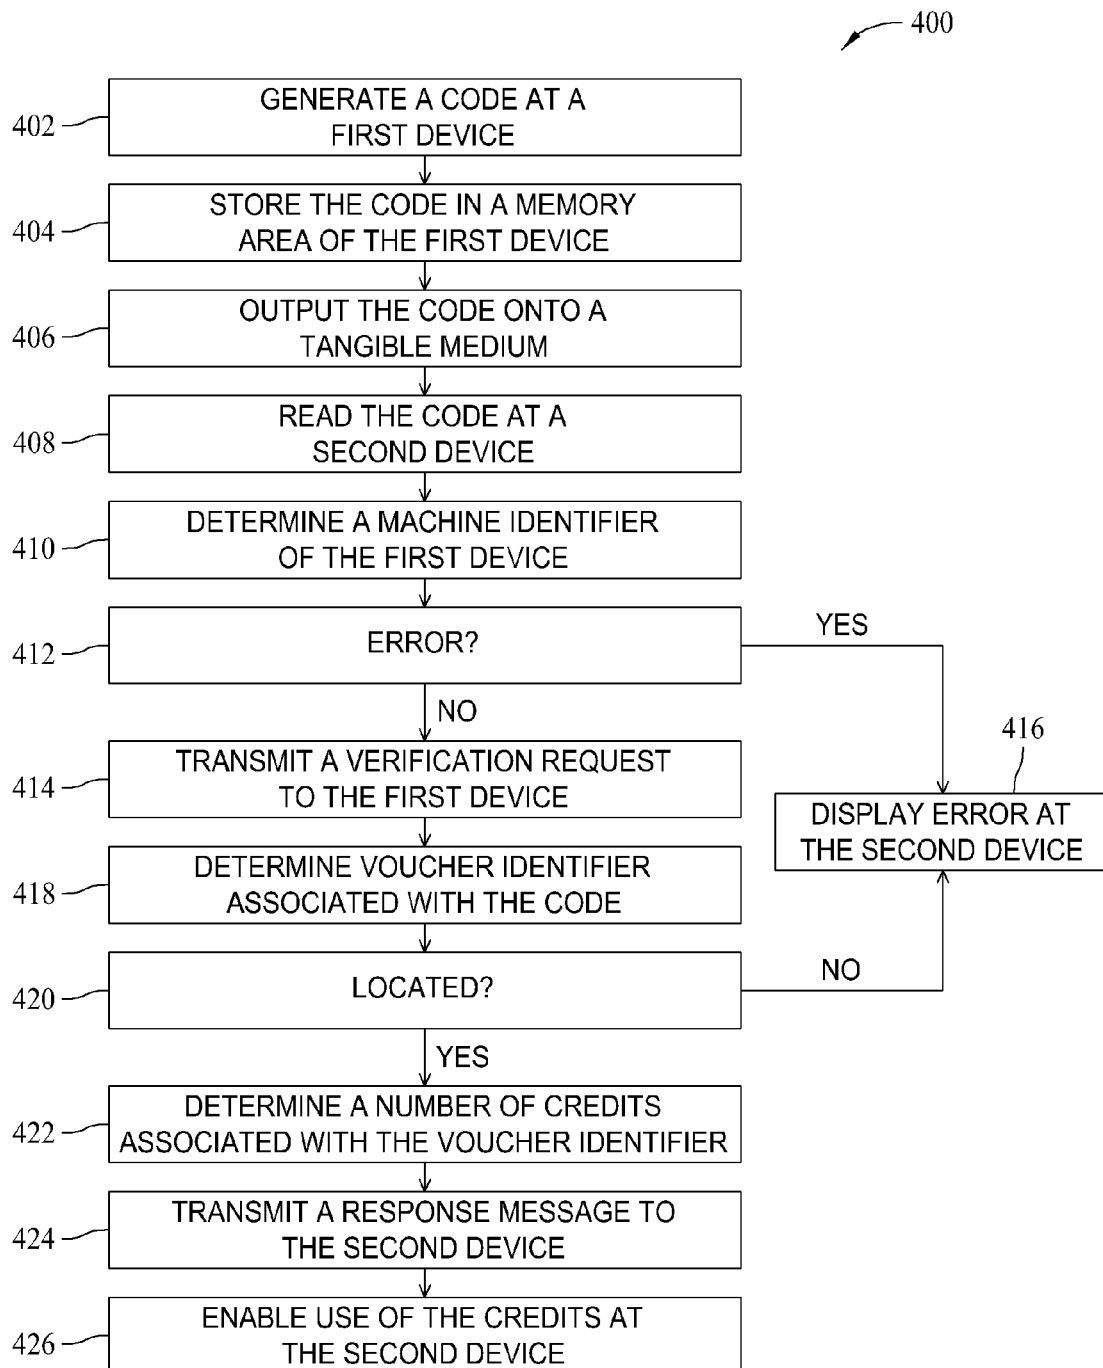 400
402
GENERATE A CODE AT A
FIRST DEVICE
404
STORE THE CODE IN A MEMORY
AREA OF THE FIRST DEVICE
406
OUTPUT THE CODE ONTO A
TANGIBLE MEDIUM
408
READ THE CODE AT A
SECOND DEVICE
410
DETERMINE A MACHINE IDENTIFIER
OF THE FIRST DEVICE
412
ERROR?
YES
NO
414
TRANSMIT A VERIFICATION REQUEST
TO THE FIRST DEVICE
416
DISPLAY ERROR AT
THE SECOND DEVICE
418
DETERMINE VOUCHER IDENTIFIER
ASSOCIATED WITH THE CODE
420
LOCATED?
NO
YES
422
DETERMINE A NUMBER OF CREDITS
ASSOCIATED WITH THE VOUCHER IDENTIFIER
424
TRANSMIT A RESPONSE MESSAGE TO
THE SECOND DEVICE
426
ENABLE USE OF THE CREDITS AT
THE SECOND DEVICE